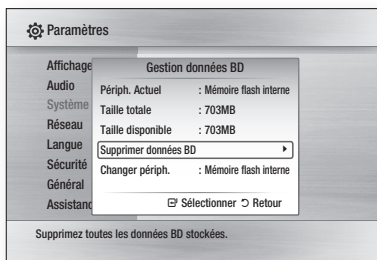 Paramètres
Affichage
Audio
Système
Réseau
Langue
Sécurité
Général
Assistanc
Gestion données BD
Périph. Actuel : Mémoire flash interne
Taille totale : 703MB
Taille disponible : 703MB
Supprimer données BD
Changer périph. : Mémoire flash interne
Sélectionner Retour
Supprimez toutes les données BD stockées.